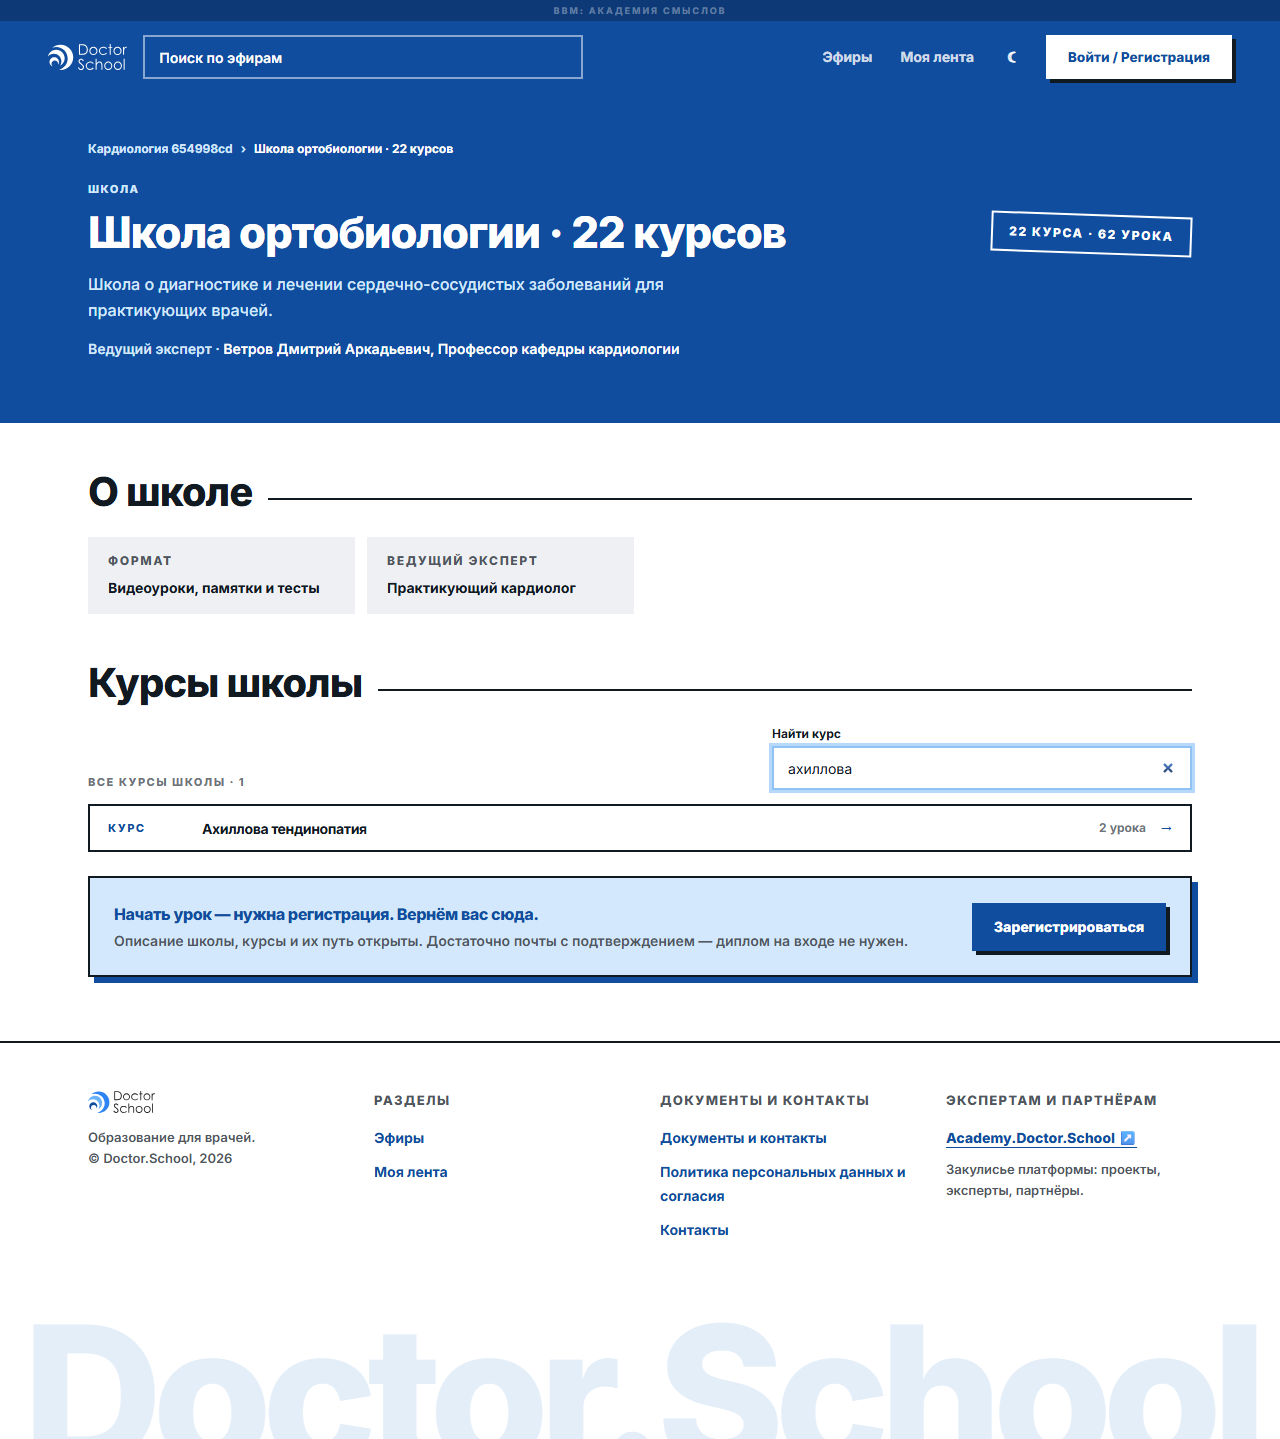 ВВМ: АКАДЕМИЯ СМЫСЛОВ
Doctor School
Поиск по эфирам
Эфиры
Моя лента
Войти / Регистрация
Кардиология 654998cd › Школа ортобиологии · 22 курсов
ШКОЛА
Школа ортобиологии · 22 курсов
22 КУРСА · 62 УРОКА
Школа о диагностике и лечении сердечно-сосудистых заболеваний для
практикующих врачей.
Ведущий эксперт · Ветров Дмитрий Аркадьевич, Профессор кафедры кардиологии
О школе
ФОРМАТ
Видеоуроки, памятки и тесты
ВЕДУЩИЙ ЭКСПЕРТ
Практикующий кардиолог
Курсы школы
Найти курс
ахиллова
×
ВСЕ КУРСЫ ШКОЛЫ · 1
КУРС
Ахиллова тендинопатия
2 урока →
Начать урок — нужна регистрация. Вернём вас сюда.
Описание школы, курсы и их путь открыты. Достаточно почты с подтверждением — диплом на входе не нужен.
Зарегистрироваться
Doctor School
Образование для врачей.
© Doctor.School, 2026
РАЗДЕЛЫ
Эфиры
Моя лента
ДОКУМЕНТЫ И КОНТАКТЫ
Документы и контакты
Политика персональных данных и
согласия
Контакты
ЭКСПЕРТАМ И ПАРТНЁРАМ
Academy.Doctor.School ↗
Закулисье платформы: проекты,
эксперты, партнёры.
Doctor.School